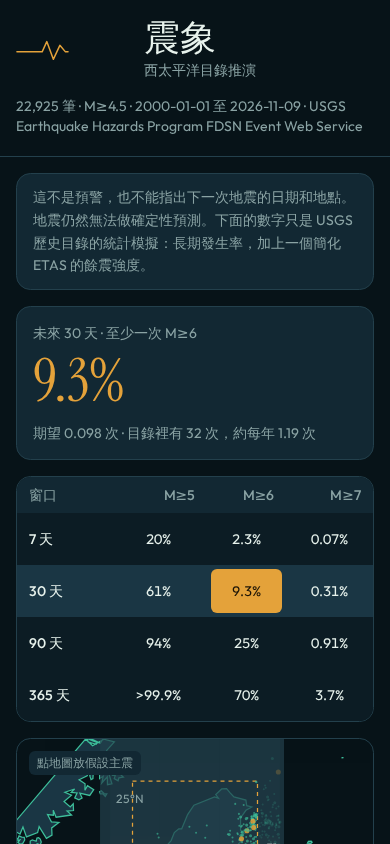 震象
西太平洋目錄推演
22,925 筆 · M≥4.5 · 2000-01-01 至 2026-11-09 · USGS
Earthquake Hazards Program FDSN Event Web Service
這不是預警，也不能指出下一次地震的日期和地點。
地震仍然無法做確定性預測。下面的數字只是 USGS
歷史目錄的統計模擬：長期發生率，加上一個簡化
ETAS 的餘震強度。
未來 30 天 · 至少一次 M≥6
9.3%
期望 0.098 次 · 目錄裡有 32 次，約每年 1.19 次
窗口 M≥5 M≥6 M≥7
7 天 20% 2.3% 0.07%
30 天 61% 9.3% 0.31%
90 天 94% 25% 0.91%
365 天 >99.9% 70% 3.7%
點地圖放假設主震
25°N